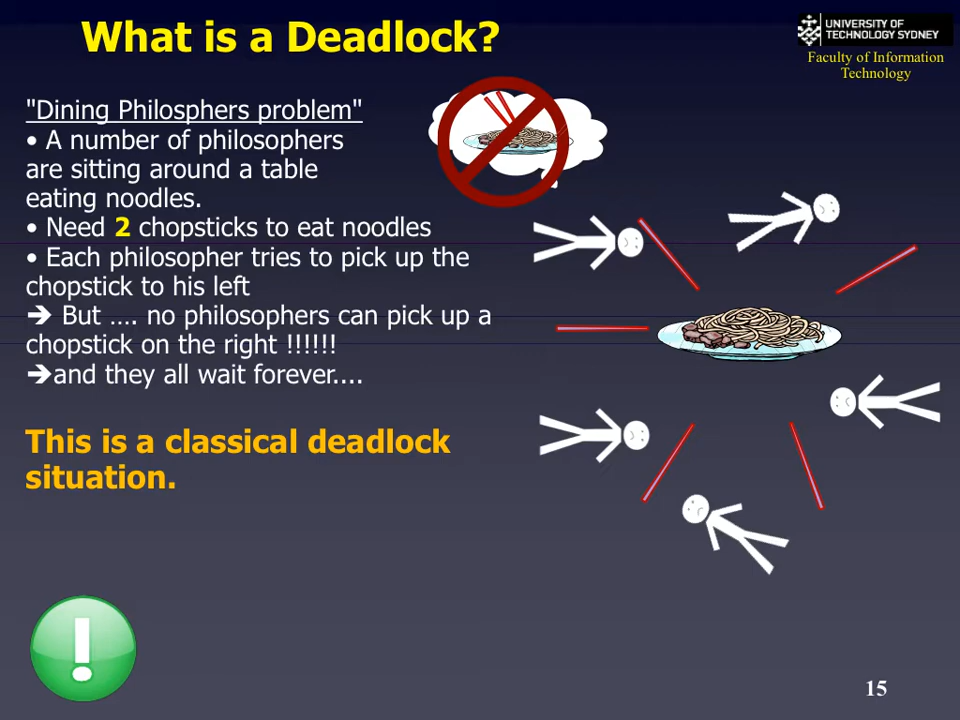 What is a Deadlock?
UNIVERSITY OF
TECHNOLOGY SYDNEY
Faculty of Information
Technology
"Dining Philosphers problem"
• A number of philosophers
are sitting around a table
eating noodles.
• Need 2 chopsticks to eat noodles
• Each philosopher tries to pick up the
chopstick to his left
➔ But .... no philosophers can pick up a
chopstick on the right !!!!!!
➔and they all wait forever....
This is a classical deadlock
situation.
!
15